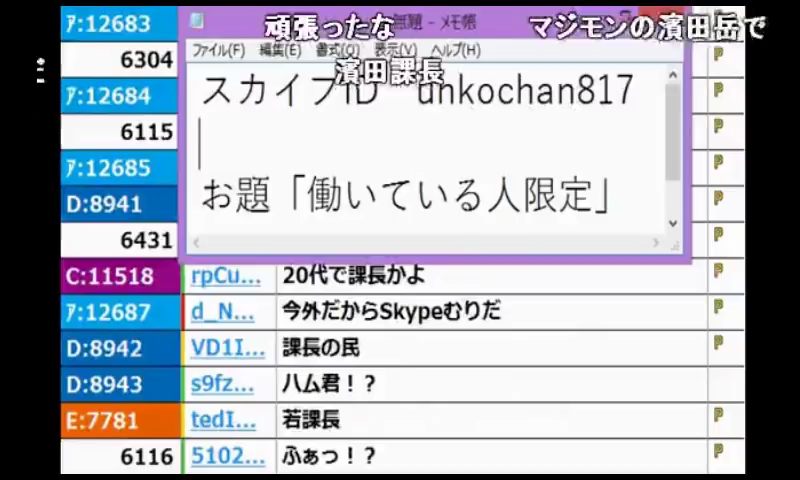 頑張ったな
マジモンの濱田岳で
濱田課長
無題 - メモ帳
ファイル(F) 編集(E) 書式(O) 表示(V) ヘルプ(H)
スカイプID unkochan817
お題「働いている人限定」
ｱ:12683
6304 P
ｱ:12684 P
6115 P
ｱ:12685 P
D:8941 P
6431 P
C:11518 rpCu... 20代で課長かよ P
ｱ:12687 d_N... 今外だからSkypeむりだ P
D:8942 VD1I... 課長の民 P
D:8943 s9fz... ハム君！？
E:7781 tedI... 若課長 P
6116 5102... ふぁっ！？ P